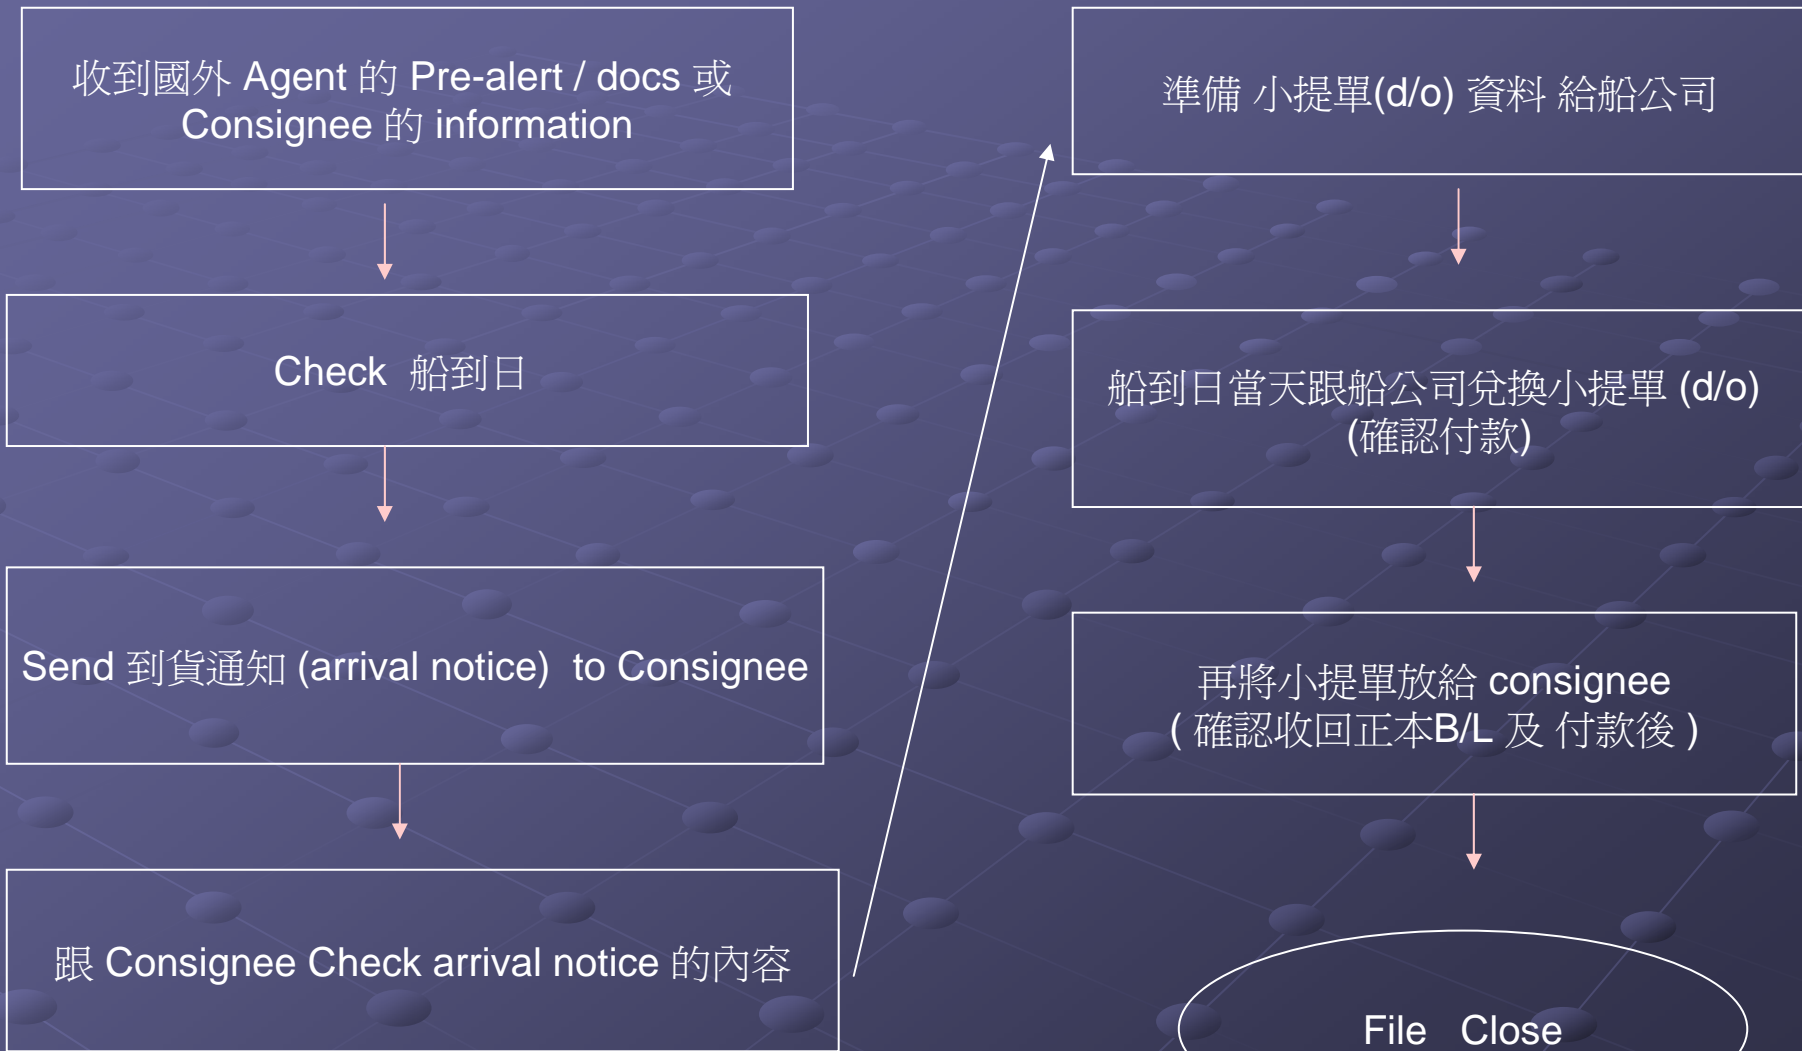 收到國外 Agent 的 Pre-alert / docs 或
Consignee 的 information
Check 船到日
Send 到貨通知 (arrival notice) to Consignee
跟 Consignee Check arrival notice 的內容
準備 小提單(d/o) 資料 給船公司
船到日當天跟船公司兌換小提單 (d/o)
(確認付款)
再將小提單放給 consignee
( 確認收回正本B/L 及 付款後 )
File Close